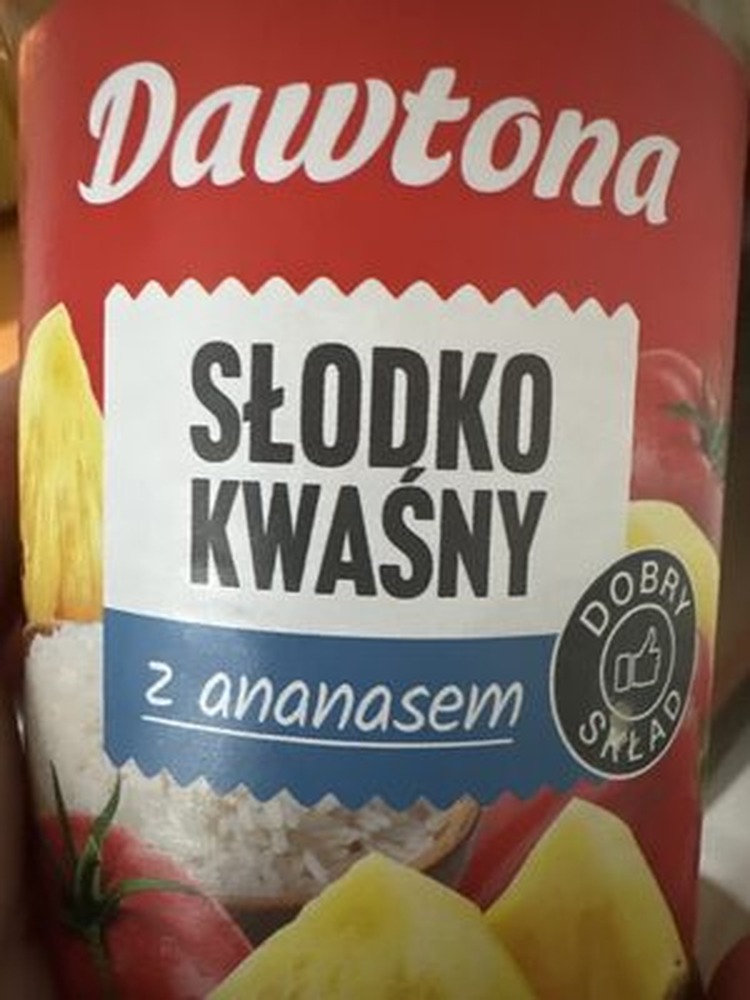 Dawtona
SŁODKO
KWAŚNY
z ananasem
DOBRY
SKŁAD